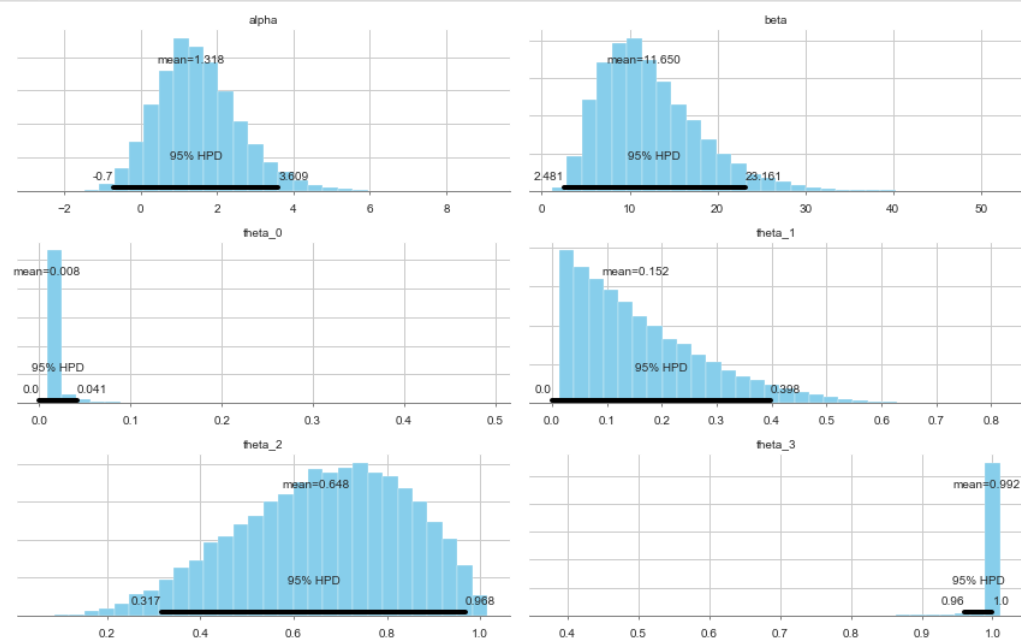 alpha
mean=1.318
95% HPD
-0.7 3.609
−2 0 2 4 6 8
beta
mean=11.650
95% HPD
2.481 23.161
0 10 20 30 40 50
theta_0
mean=0.008
95% HPD
0.0 0.041
0.0 0.1 0.2 0.3 0.4 0.5
theta_1
mean=0.152
95% HPD
0.0 0.398
0.0 0.1 0.2 0.3 0.4 0.5 0.6 0.7 0.8
theta_2
mean=0.648
95% HPD
0.317 0.968
0.2 0.4 0.6 0.8 1.0
theta_3
mean=0.992
95% HPD
0.96 1.0
0.4 0.5 0.6 0.7 0.8 0.9 1.0